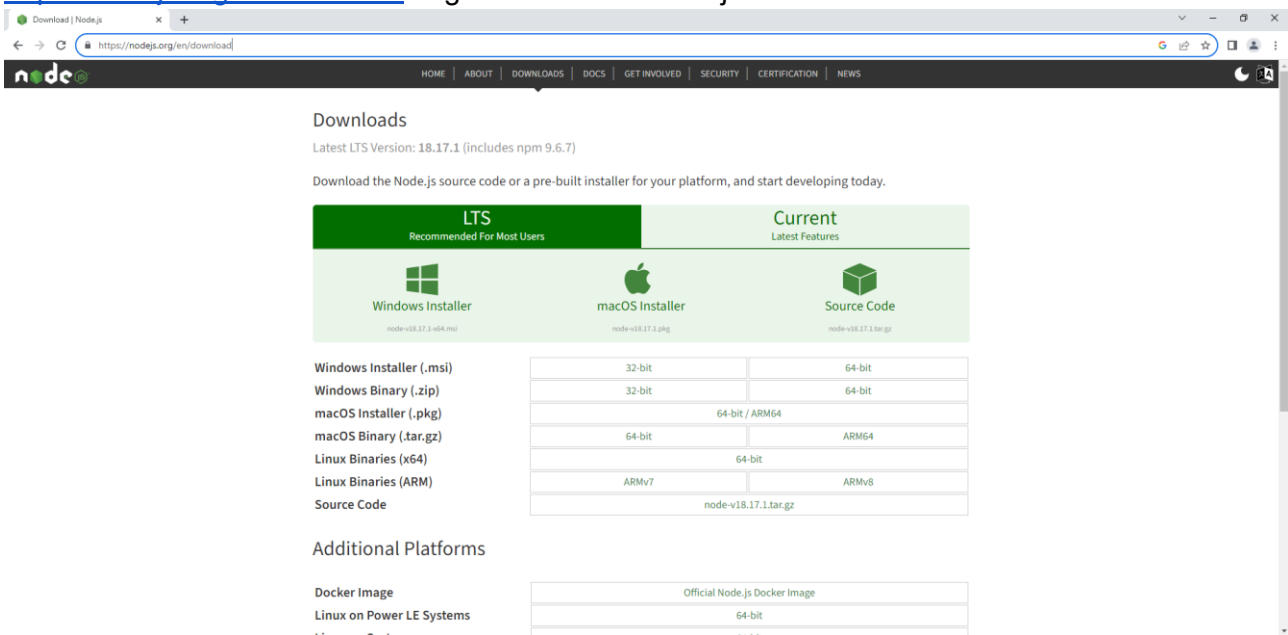 Download | Node.js
https://nodejs.org/en/download
node JS
HOME | ABOUT | DOWNLOADS | DOCS | GET INVOLVED | SECURITY | CERTIFICATION | NEWS
Downloads
Latest LTS Version: 18.17.1 (includes npm 9.6.7)
Download the Node.js source code or a pre-built installer for your platform, and start developing today.
LTS Current
Recommended For Most Users Latest Features
Windows Installer macOS Installer Source Code
node-v18.17.1-x64.msi node-v18.17.1.pkg node-v18.17.1.tar.gz
Windows Installer (.msi) 32-bit 64-bit
Windows Binary (.zip) 32-bit 64-bit
macOS Installer (.pkg) 64-bit / ARM64
macOS Binary (.tar.gz) 64-bit ARM64
Linux Binaries (x64) 64-bit
Linux Binaries (ARM) ARMv7 ARMv8
Source Code node-v18.17.1.tar.gz
Additional Platforms
Docker Image Official Node.js Docker Image
Linux on Power LE Systems 64-bit